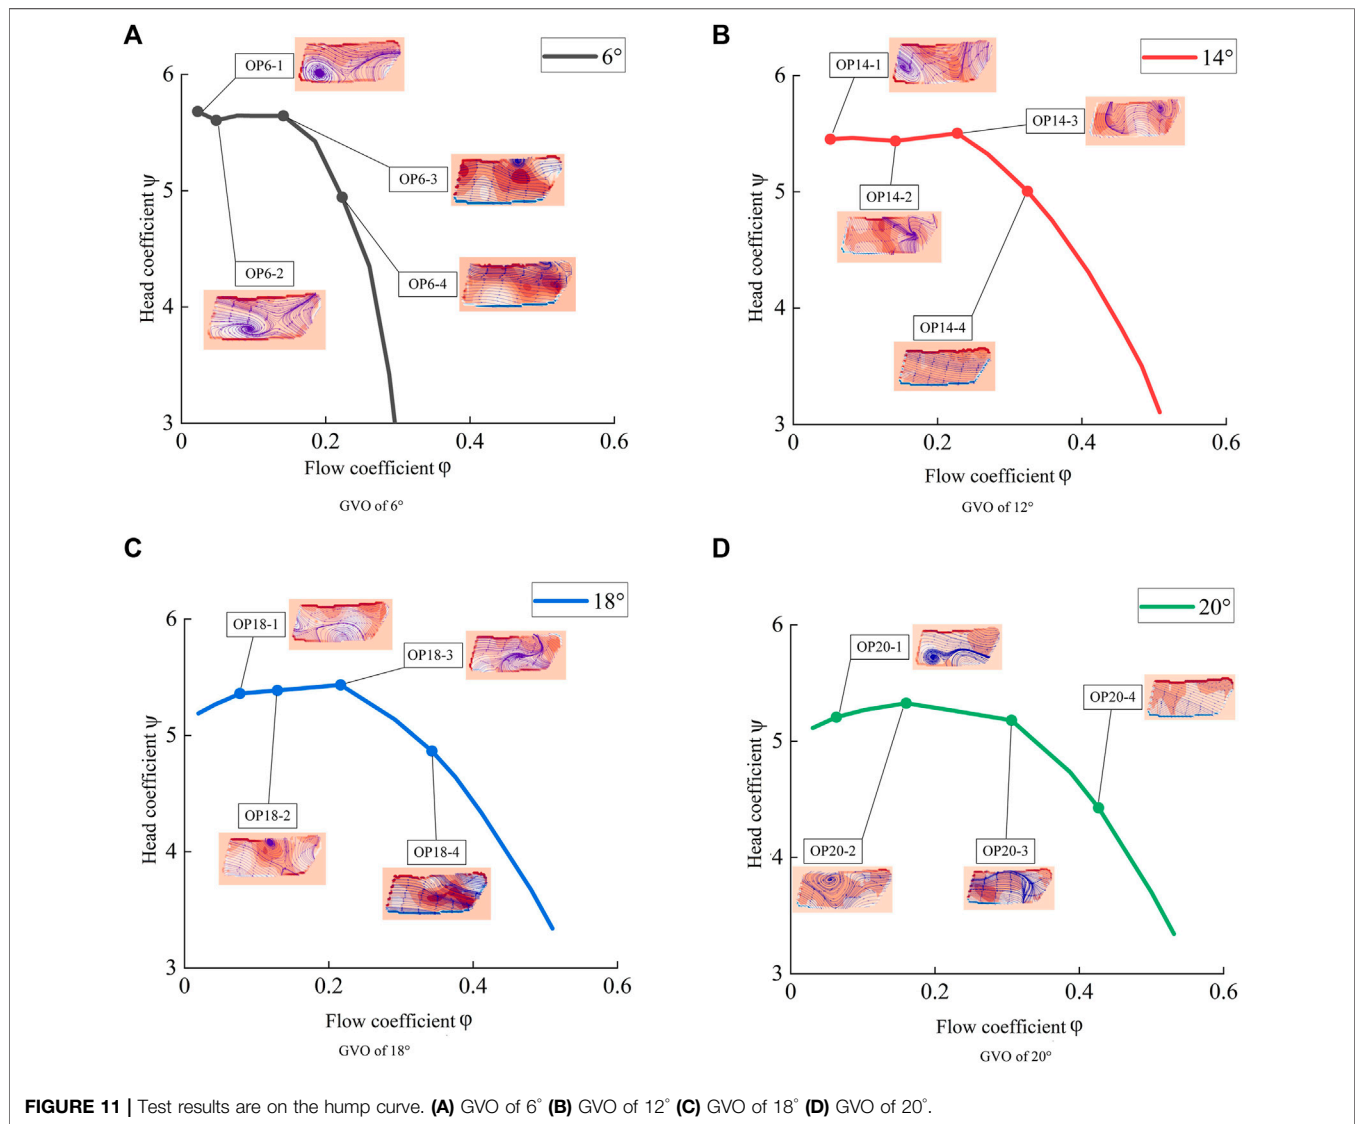 A
6°
OP6-1
OP6-2
OP6-3
OP6-4
6
5
4
3
0
0.2
0.4
0.6
Head coefficient ψ
Flow coefficient φ
GVO of 6°
B
14°
OP14-1
OP14-2
OP14-3
OP14-4
6
5
4
3
0
0.2
0.4
0.6
Head coefficient ψ
Flow coefficient φ
GVO of 12°
C
18°
OP18-1
OP18-2
OP18-3
OP18-4
6
5
4
3
0
0.2
0.4
0.6
Head coefficient ψ
Flow coefficient φ
GVO of 18°
D
20°
OP20-1
OP20-2
OP20-3
OP20-4
6
5
4
3
0
0.2
0.4
0.6
Head coefficient ψ
Flow coefficient φ
GVO of 20°
FIGURE 11 | Test results are on the hump curve. (A) GVO of 6° (B) GVO of 12° (C) GVO of 18° (D) GVO of 20°.